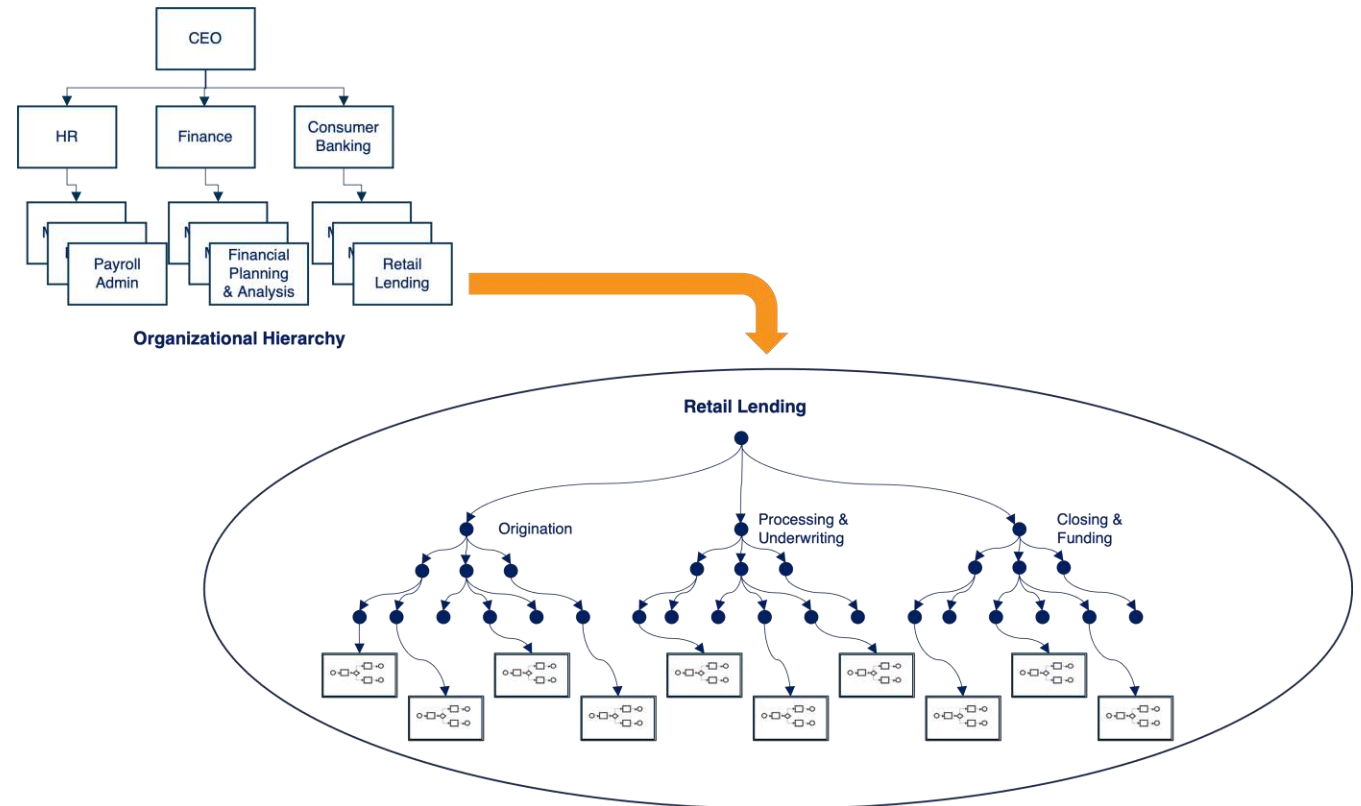 CEO
HR
Finance
Consumer
Banking
Payroll
Admin
Financial
Planning
& Analysis
Retail
Lending
Organizational Hierarchy
Retail Lending
Origination
Processing &
Underwriting
Closing &
Funding